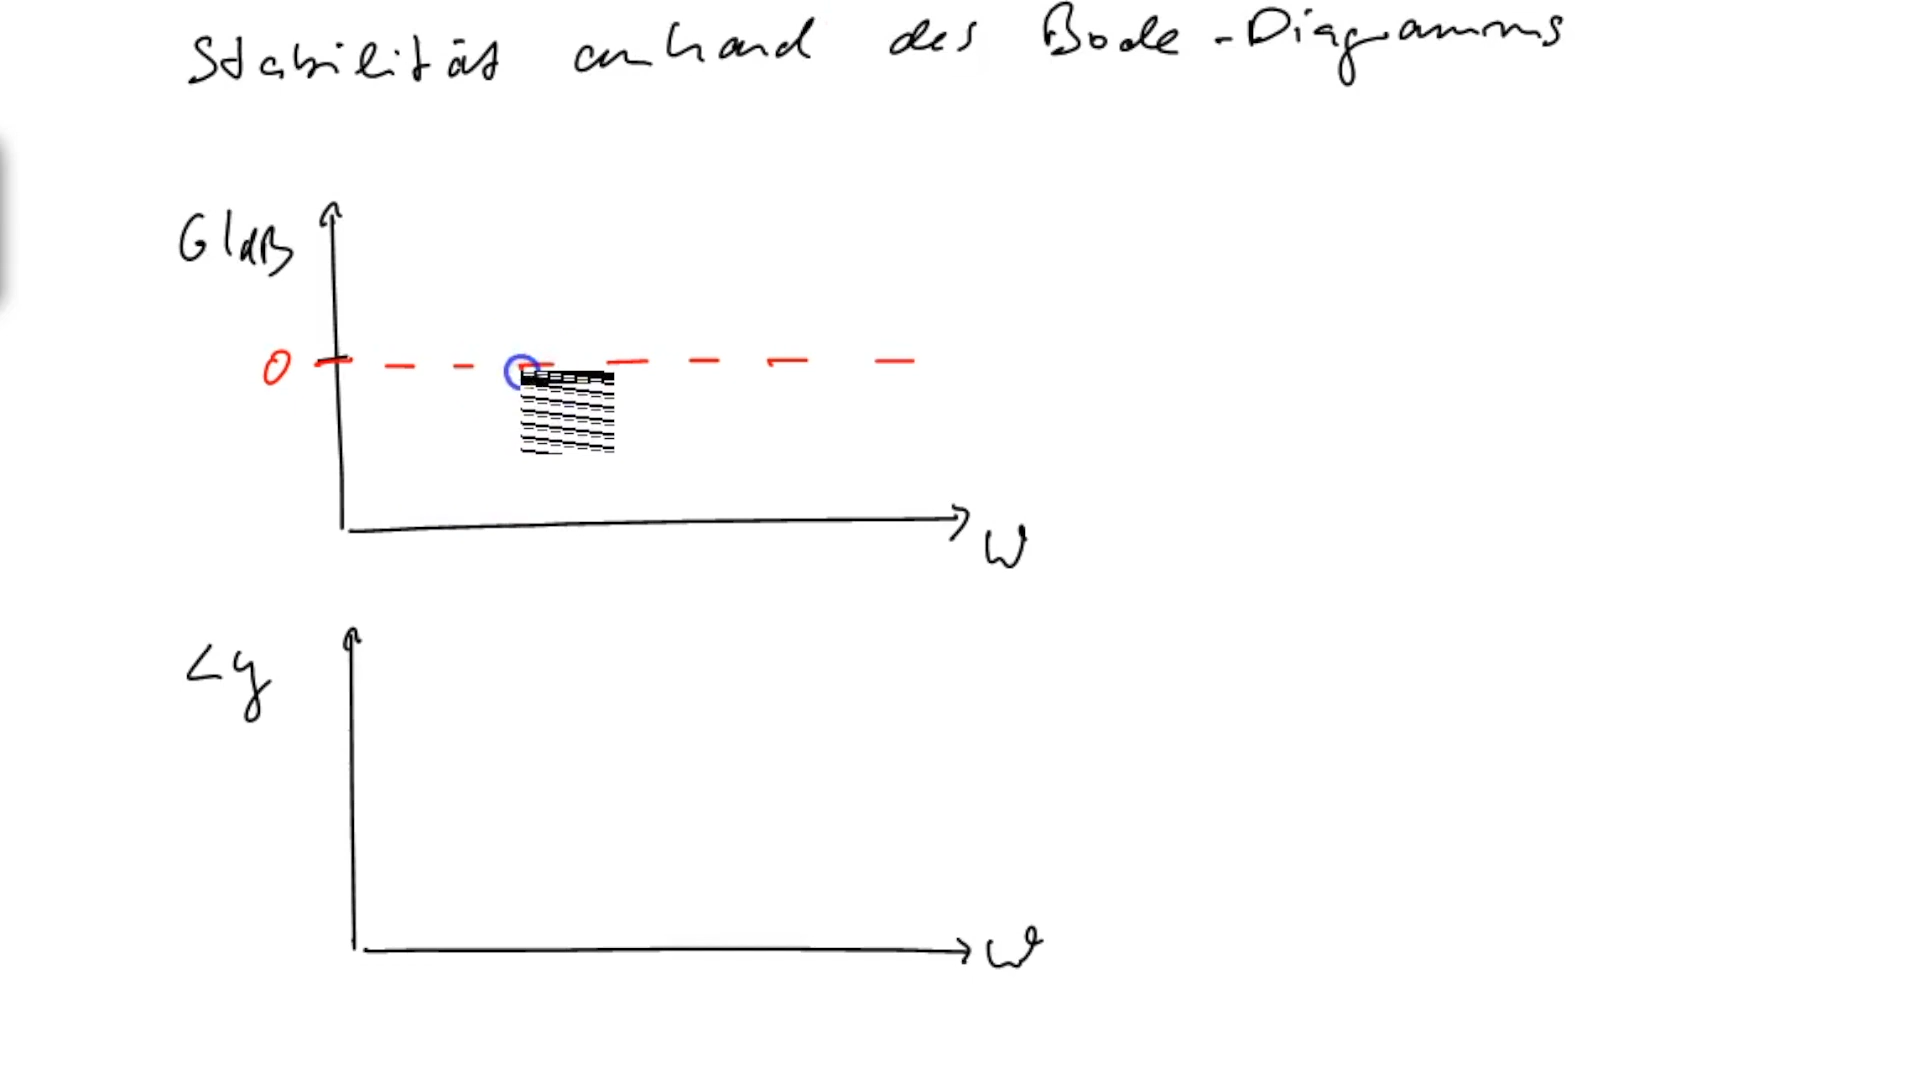 Stabilität anhand des Bode-Diagramms
G|dB
0
ω
∠φ
ω